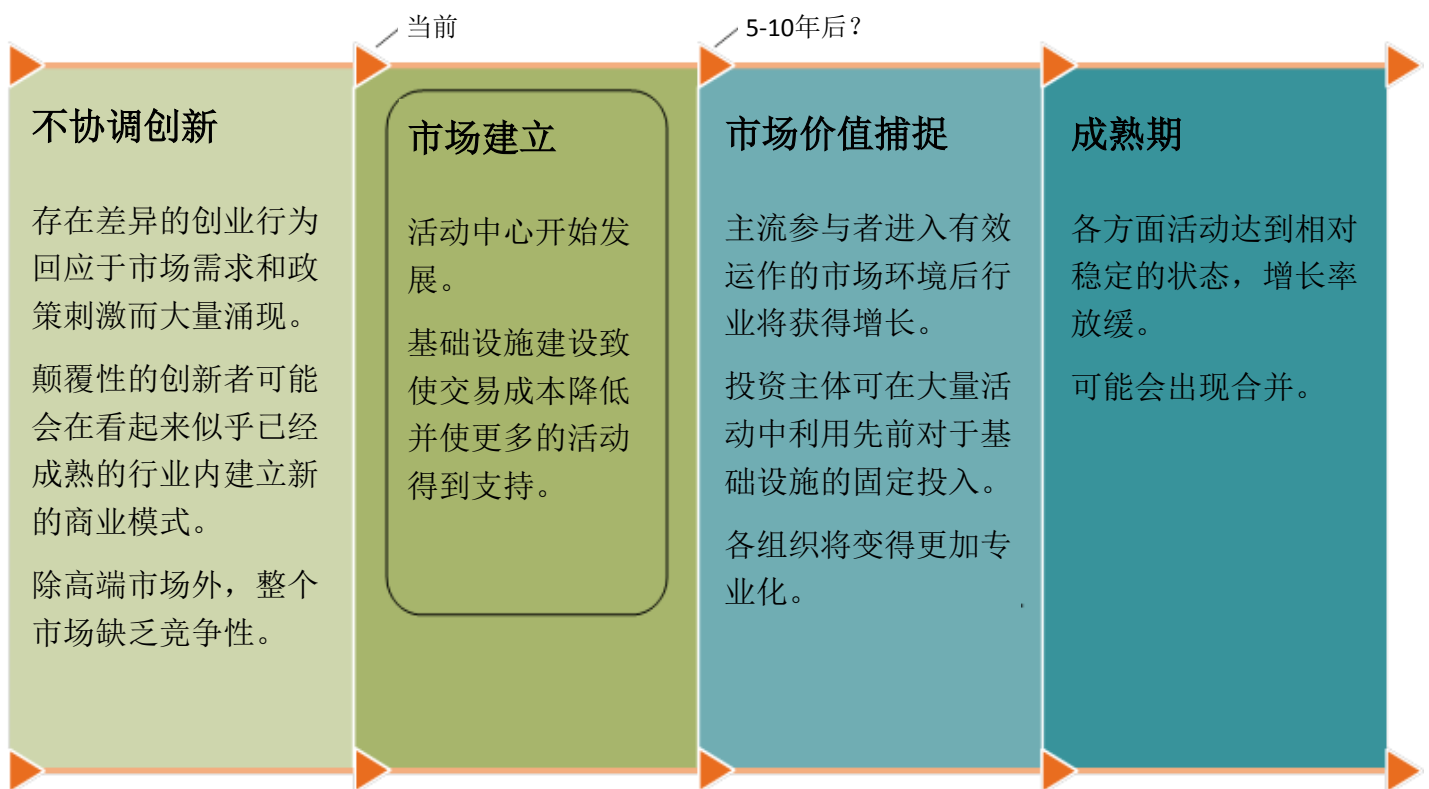 当前
5-10年后？
不协调创新
存在差异的创业行为
回应于市场需求和政
策刺激而大量涌现。
颠覆性的创新者可能
会在看起来似乎已经
成熟的行业内建立新
的商业模式。
除高端市场外，整个
市场缺乏竞争性。
市场建立
活动中心开始发
展。
基础设施建设致
使交易成本降低
并使更多的活动
得到支持。
市场价值捕捉
主流参与者进入有效
运作的市场环境后行
业将获得增长。
投资主体可在大量活
动中利用先前对于基
础设施的固定投入。
各组织将变得更加专
业化。
成熟期
各方面活动达到相对
稳定的状态，增长率
放缓。
可能会出现合并。